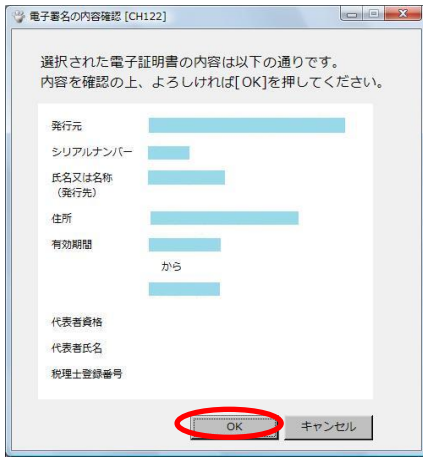 電子署名の内容確認 [CH122]
選択された電子証明書の内容は以下の通りです。
内容を確認の上、よろしければ[OK]を押してください。
発行元
シリアルナンバー
氏名又は名称
（発行先）
住所
有効期間
から
代表者資格
代表者氏名
税理士登録番号
OK キャンセル